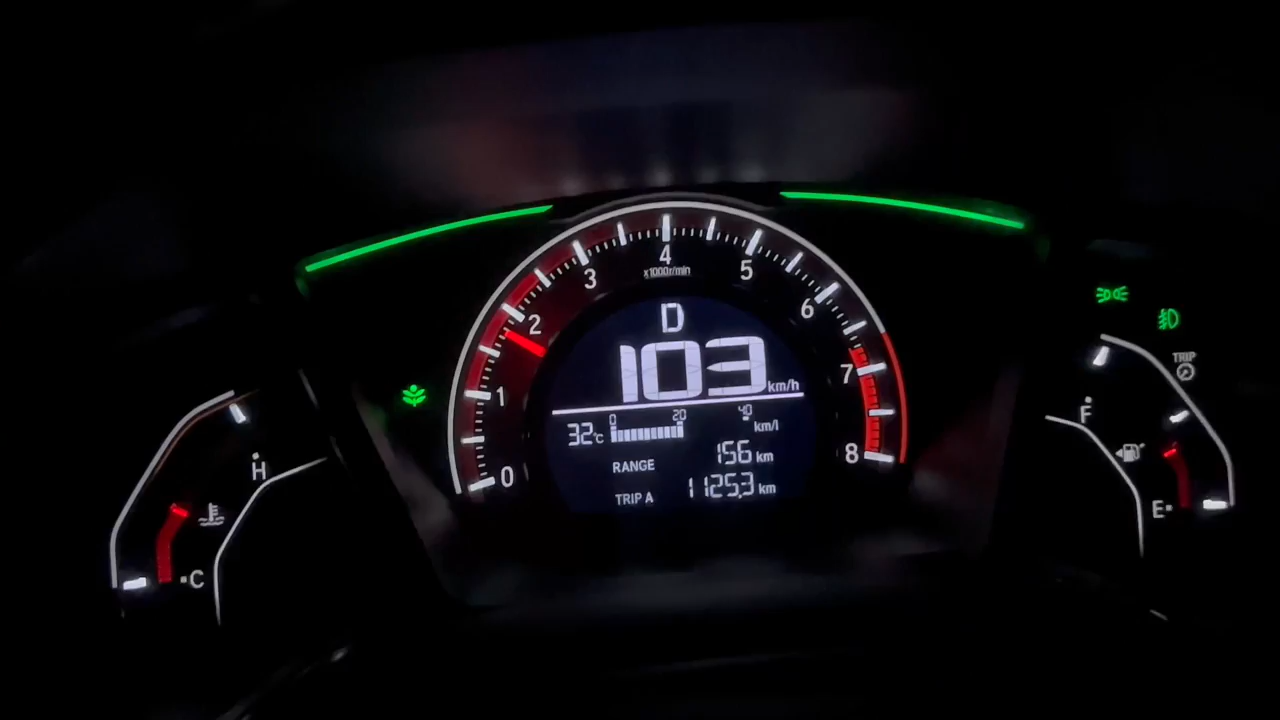 4
3
5
x1000r/min
2
6
D
TRIP
103 km/h
7
1
0 20 40
F
32°C
km/l
8
RANGE 156 km
H
0
TRIP A 1125.3 km
E
C